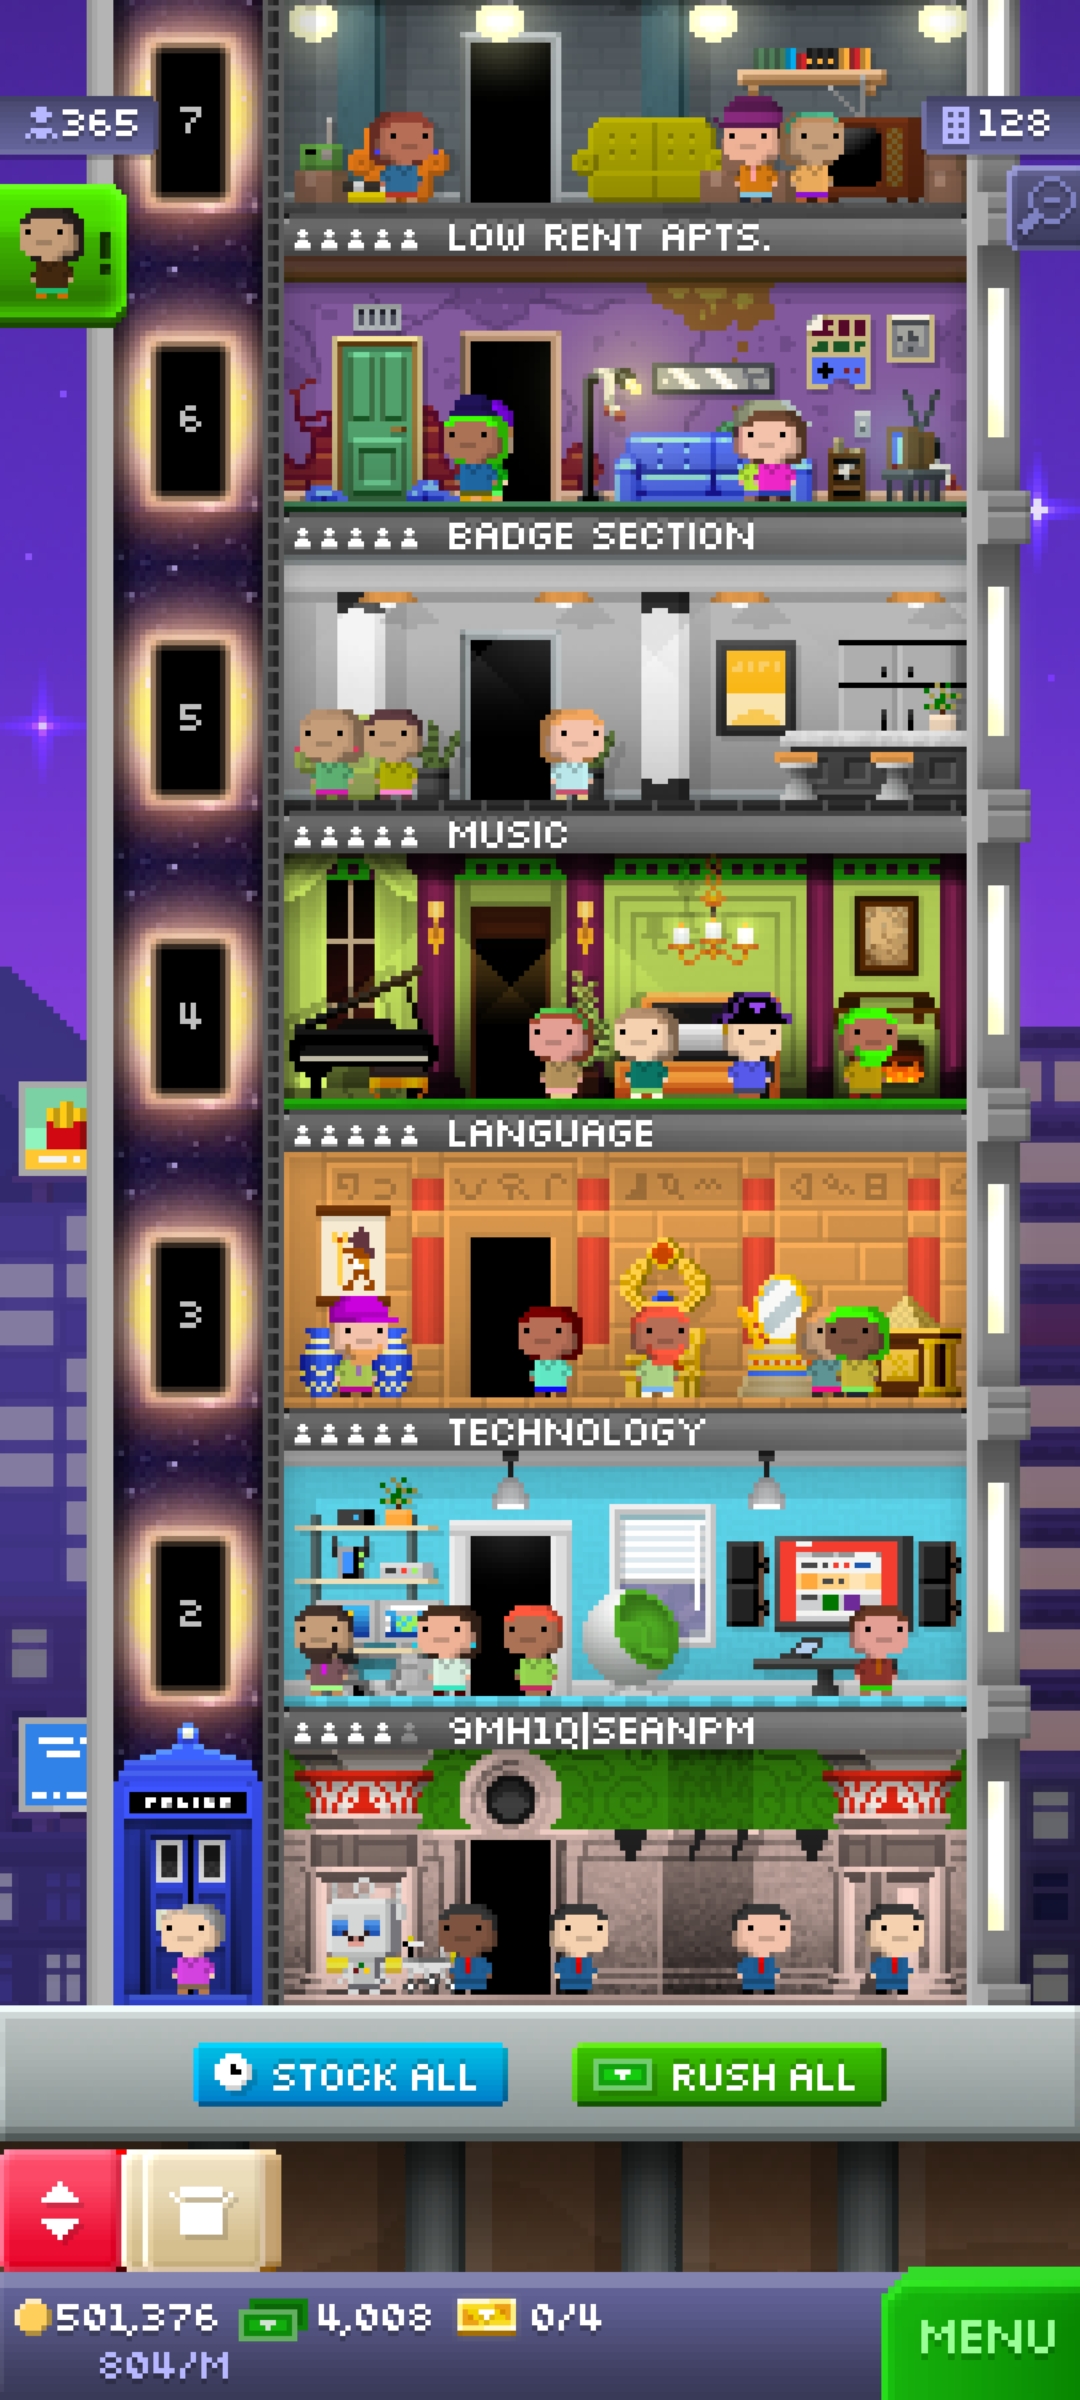 7
365
128
LOW RENT APTS.
6
BADGE SECTION
5
MUSIC
4
LANGUAGE
3
TECHNOLOGY
2
9MH1Q|SEANPM
POLICE
STOCK ALL
RUSH ALL
501,376
4,008
0/4
804/M
MENU